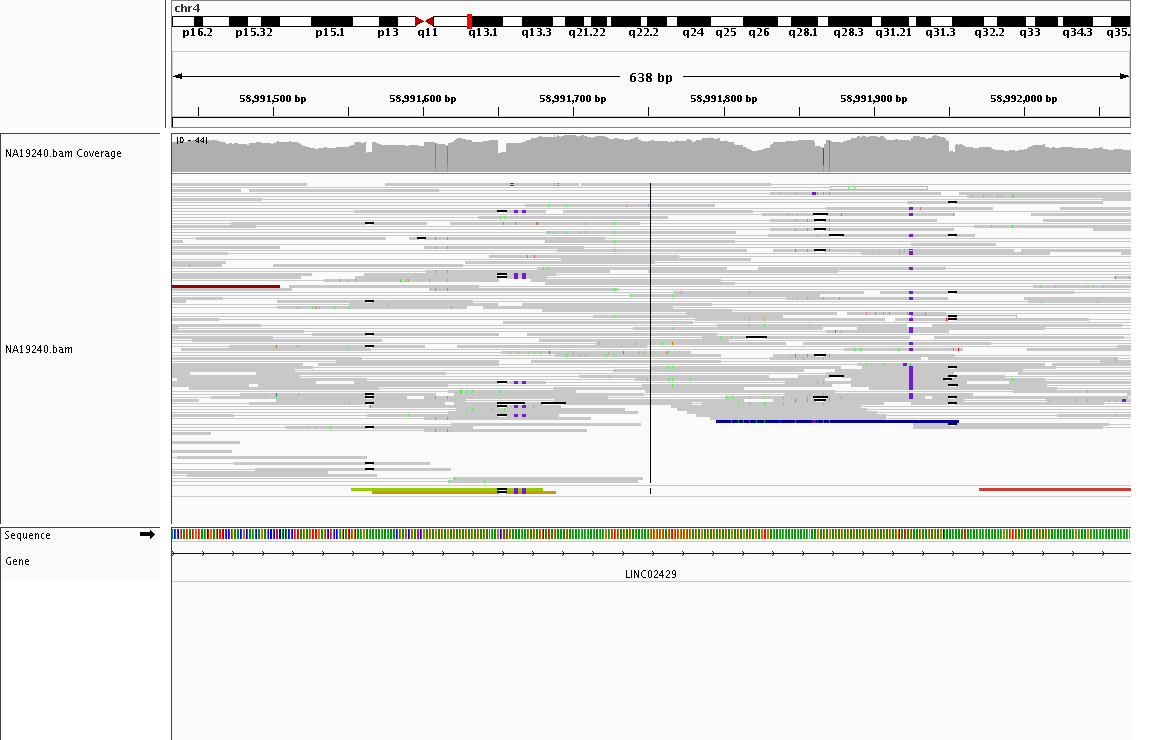 chr4
p16.2 p15.32 p15.1 p13 q11 q13.1 q13.3 q21.22 q22.2 q24 q25 q26 q28.1 q28.3 q31.21 q31.3 q32.2 q33 q34.3 q35.
638 bp
58,991,500 bp 58,991,600 bp 58,991,700 bp 58,991,800 bp 58,991,900 bp 58,992,000 bp
[0 - 44]
NA19240.bam Coverage
NA19240.bam
Sequence
Gene
LINC02429